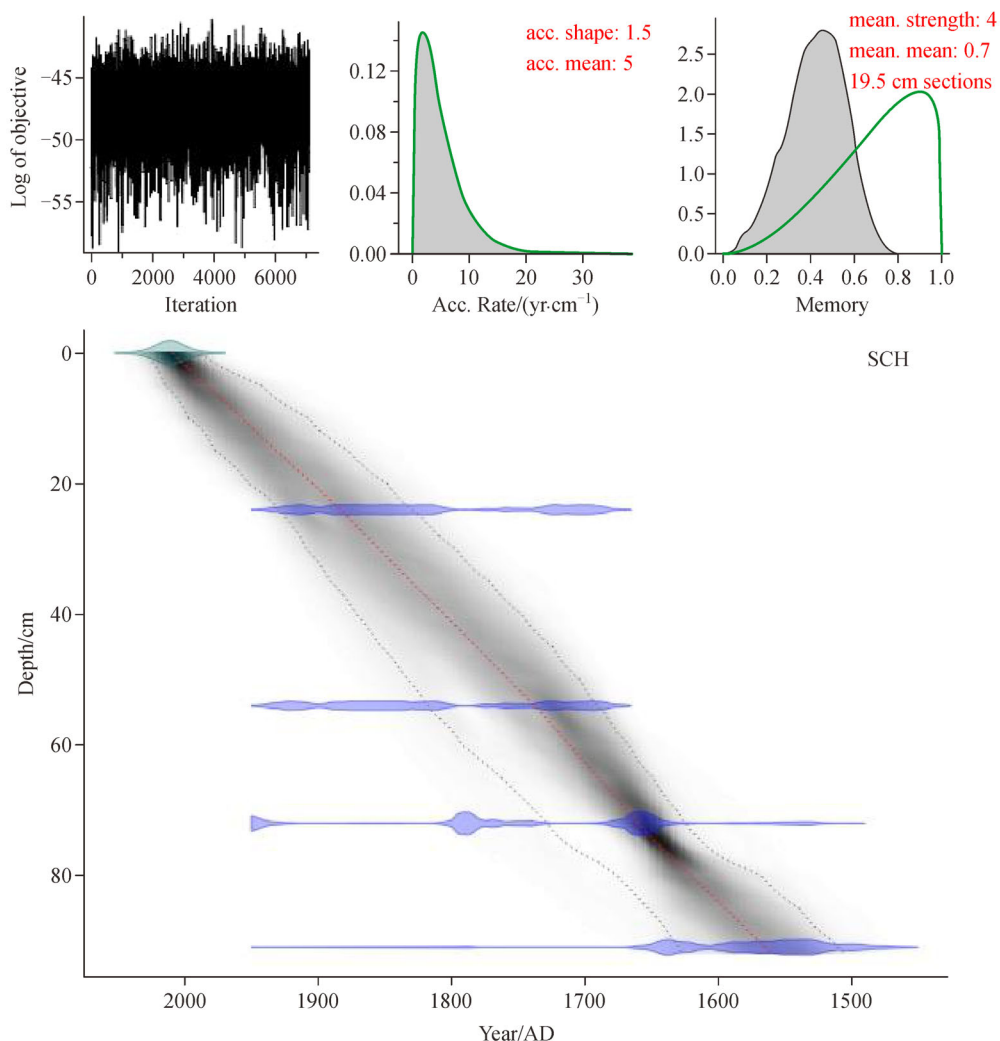 Log of objective
−45
−50
−55
0 2000 4000 6000
Iteration
0.12
0.08
0.04
0.00
acc. shape: 1.5
acc. mean: 5
0 10 20 30
Acc. Rate/(yr·cm−1)
2.5
2.0
1.5
1.0
0.5
0.0
mean. strength: 4
mean. mean: 0.7
19.5 cm sections
0.0 0.2 0.4 0.6 0.8 1.0
Memory
SCH
Depth/cm
0
20
40
60
80
2000 1900 1800 1700 1600 1500
Year/AD